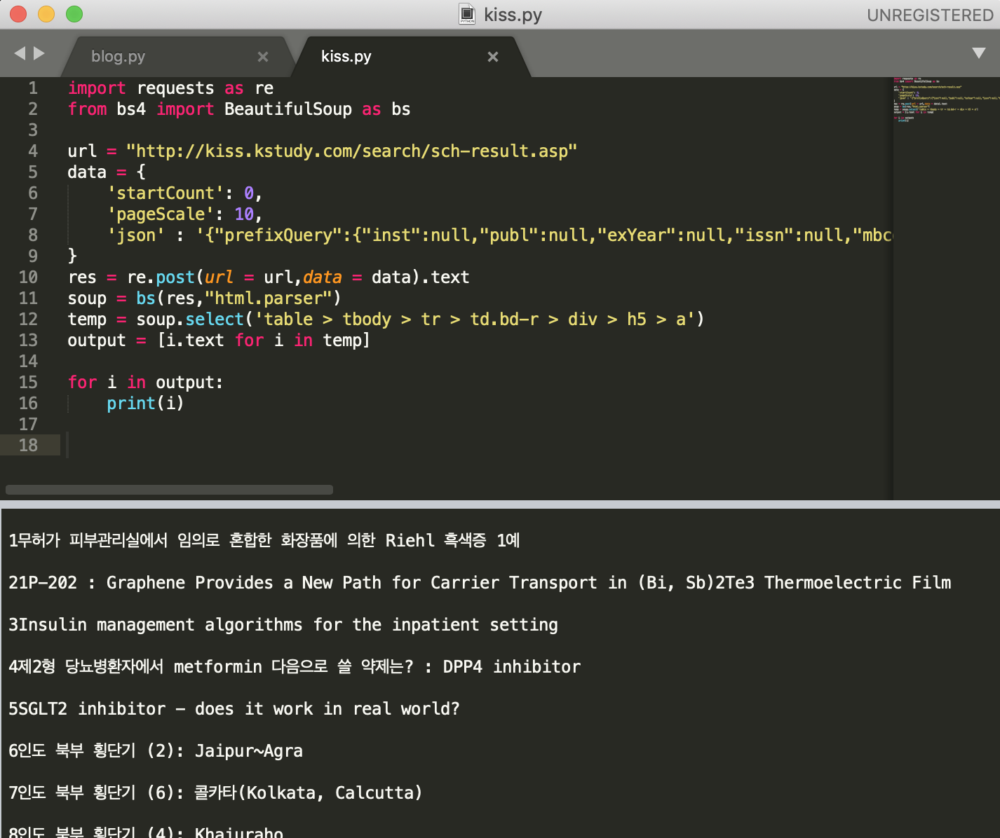 kiss.py
UNREGISTERED
blog.py
kiss.py
1 import requests as re
2 from bs4 import BeautifulSoup as bs
3
4 url = "http://kiss.kstudy.com/search/sch-result.asp"
5 data = {
6     'startCount': 0,
7     'pageScale': 10,
8     'json' : '{"prefixQuery":{"inst":null,"publ":null,"exYear":null,"issn":null,"mbc
9 }
10 res = re.post(url = url,data = data).text
11 soup = bs(res,"html.parser")
12 temp = soup.select('table > tbody > tr > td.bd-r > div > h5 > a')
13 output = [i.text for i in temp]
14
15 for i in output:
16     print(i)
17
18
1무허가 피부관리실에서 임의로 혼합한 화장품에 의한 Riehl 흑색증 1예
21P-202 : Graphene Provides a New Path for Carrier Transport in (Bi, Sb)2Te3 Thermoelectric Film
3Insulin management algorithms for the inpatient setting
4제2형 당뇨병환자에서 metformin 다음으로 쓸 약제는? : DPP4 inhibitor
5SGLT2 inhibitor - does it work in real world?
6인도 북부 횡단기 (2): Jaipur~Agra
7인도 북부 횡단기 (6): 콜카타(Kolkata, Calcutta)
8인도 북부 횡단기 (4): Khajuraho